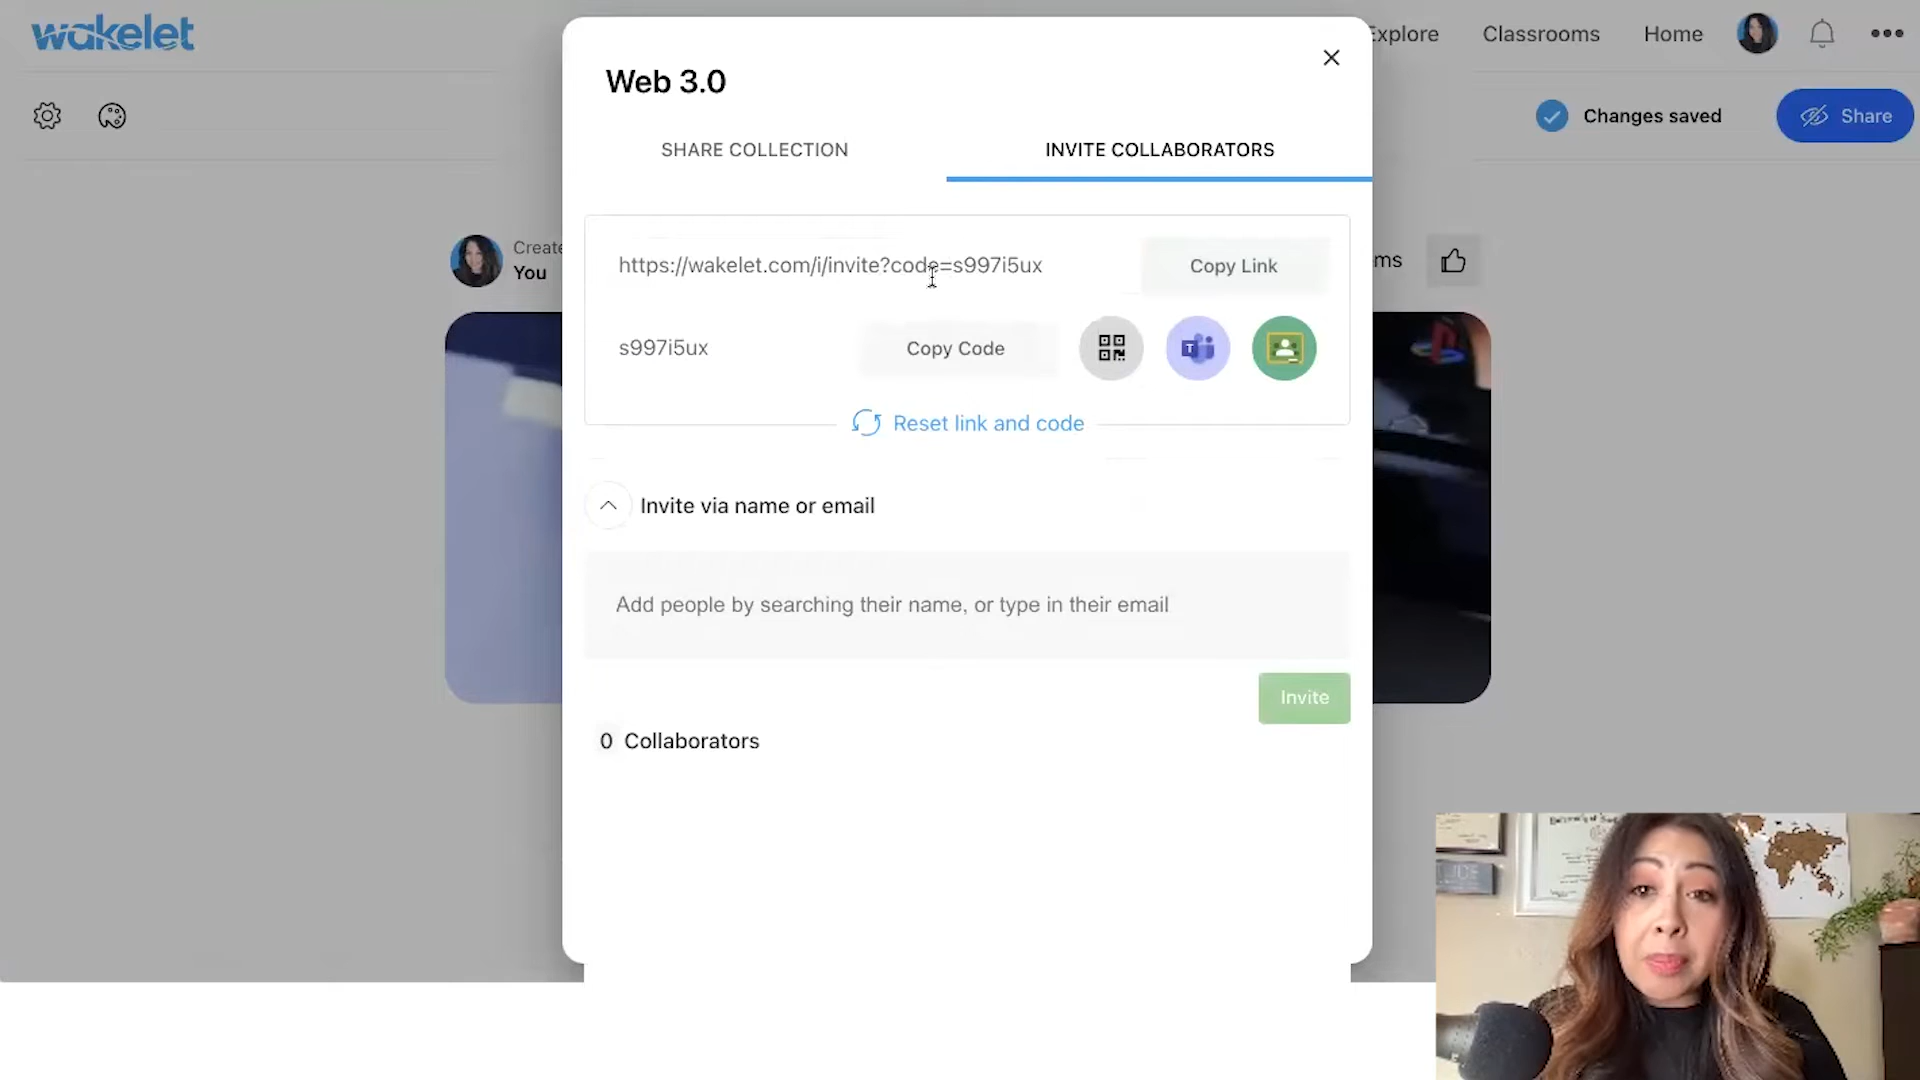 wakelet
Explore
Classrooms
Home
Web 3.0
Changes saved
Share
SHARE COLLECTION
INVITE COLLABORATORS
Create
You
https://wakelet.com/i/invite?code=s997i5ux
Copy Link
ms
s997i5ux
Copy Code
T
Reset link and code
Invite via name or email
Add people by searching their name, or type in their email
Invite
0 Collaborators